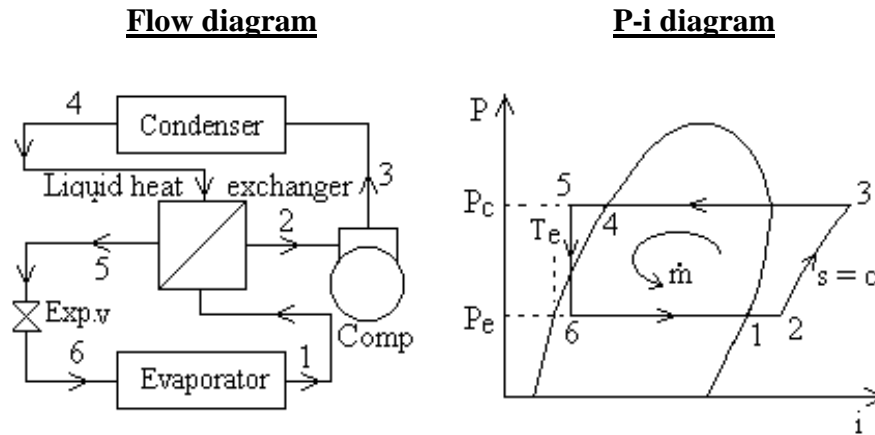 Flow diagram
P-i diagram
4
Condenser
3
Liquid heat exchanger
2
5
Exp.v
Comp
6
1
Evaporator
P
Pc
5
4
3
Te
ṁ
s = c
Pe
6
1
2
i